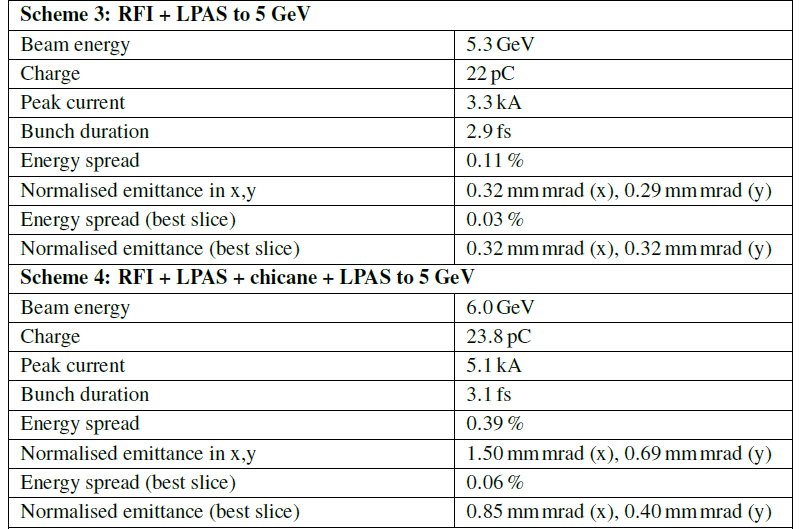 Scheme 3: RFI + LPAS to 5 GeV
Beam energy 5.3 GeV
Charge 22 pC
Peak current 3.3 kA
Bunch duration 2.9 fs
Energy spread 0.11 %
Normalised emittance in x,y 0.32 mm mrad (x), 0.29 mm mrad (y)
Energy spread (best slice) 0.03 %
Normalised emittance (best slice) 0.32 mm mrad (x), 0.32 mm mrad (y)
Scheme 4: RFI + LPAS + chicane + LPAS to 5 GeV
Beam energy 6.0 GeV
Charge 23.8 pC
Peak current 5.1 kA
Bunch duration 3.1 fs
Energy spread 0.39 %
Normalised emittance in x,y 1.50 mm mrad (x), 0.69 mm mrad (y)
Energy spread (best slice) 0.06 %
Normalised emittance (best slice) 0.85 mm mrad (x), 0.40 mm mrad (y)